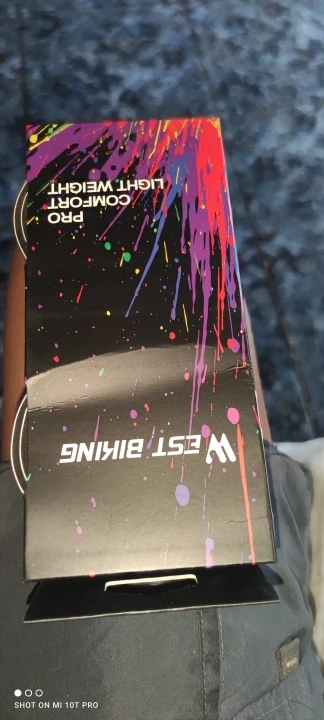 WEST BIKING
PRO
COMFORT
LIGHT.WEIGHT
SHOT ON MI 10T PRO